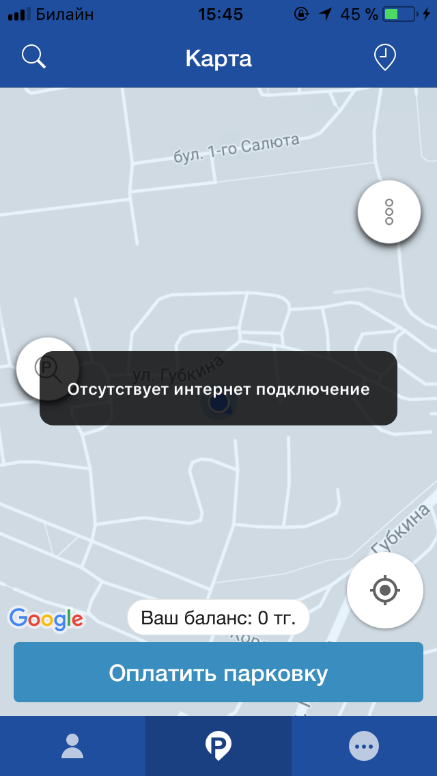 Билайн 15:45 45 %
Карта
бул. 1-го Салюта
ул. Губкина
Отсутствует интернет подключение
Губкина
Google
Ваш баланс: 0 тг.
Оплатить парковку